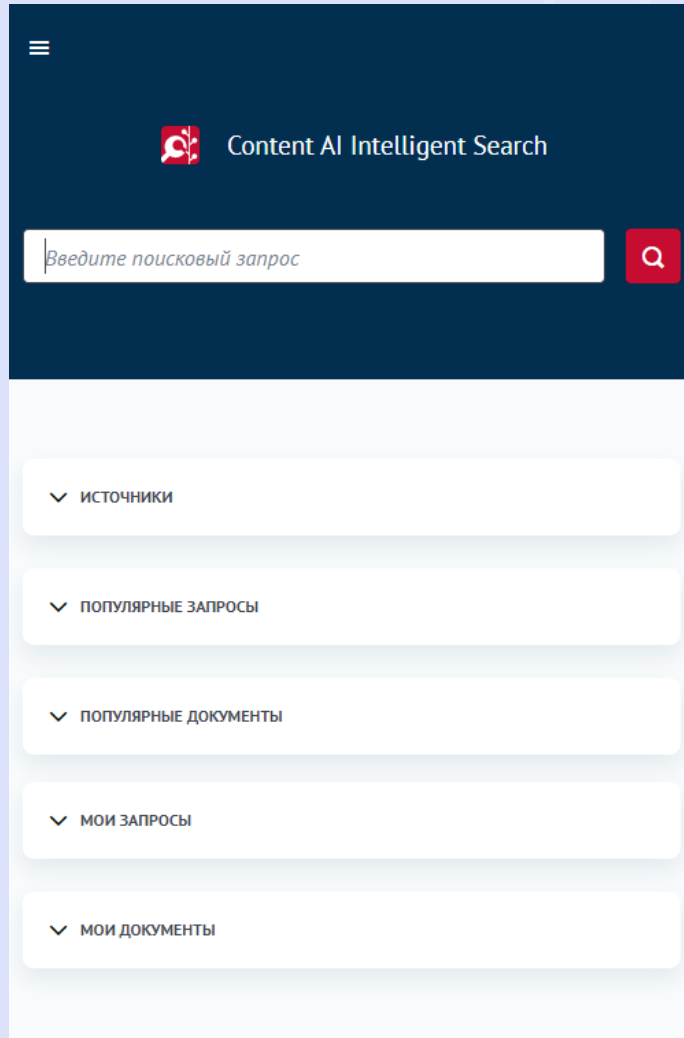 Content AI Intelligent Search
Введите поисковый запрос
ИСТОЧНИКИ
ПОПУЛЯРНЫЕ ЗАПРОСЫ
ПОПУЛЯРНЫЕ ДОКУМЕНТЫ
МОИ ЗАПРОСЫ
МОИ ДОКУМЕНТЫ